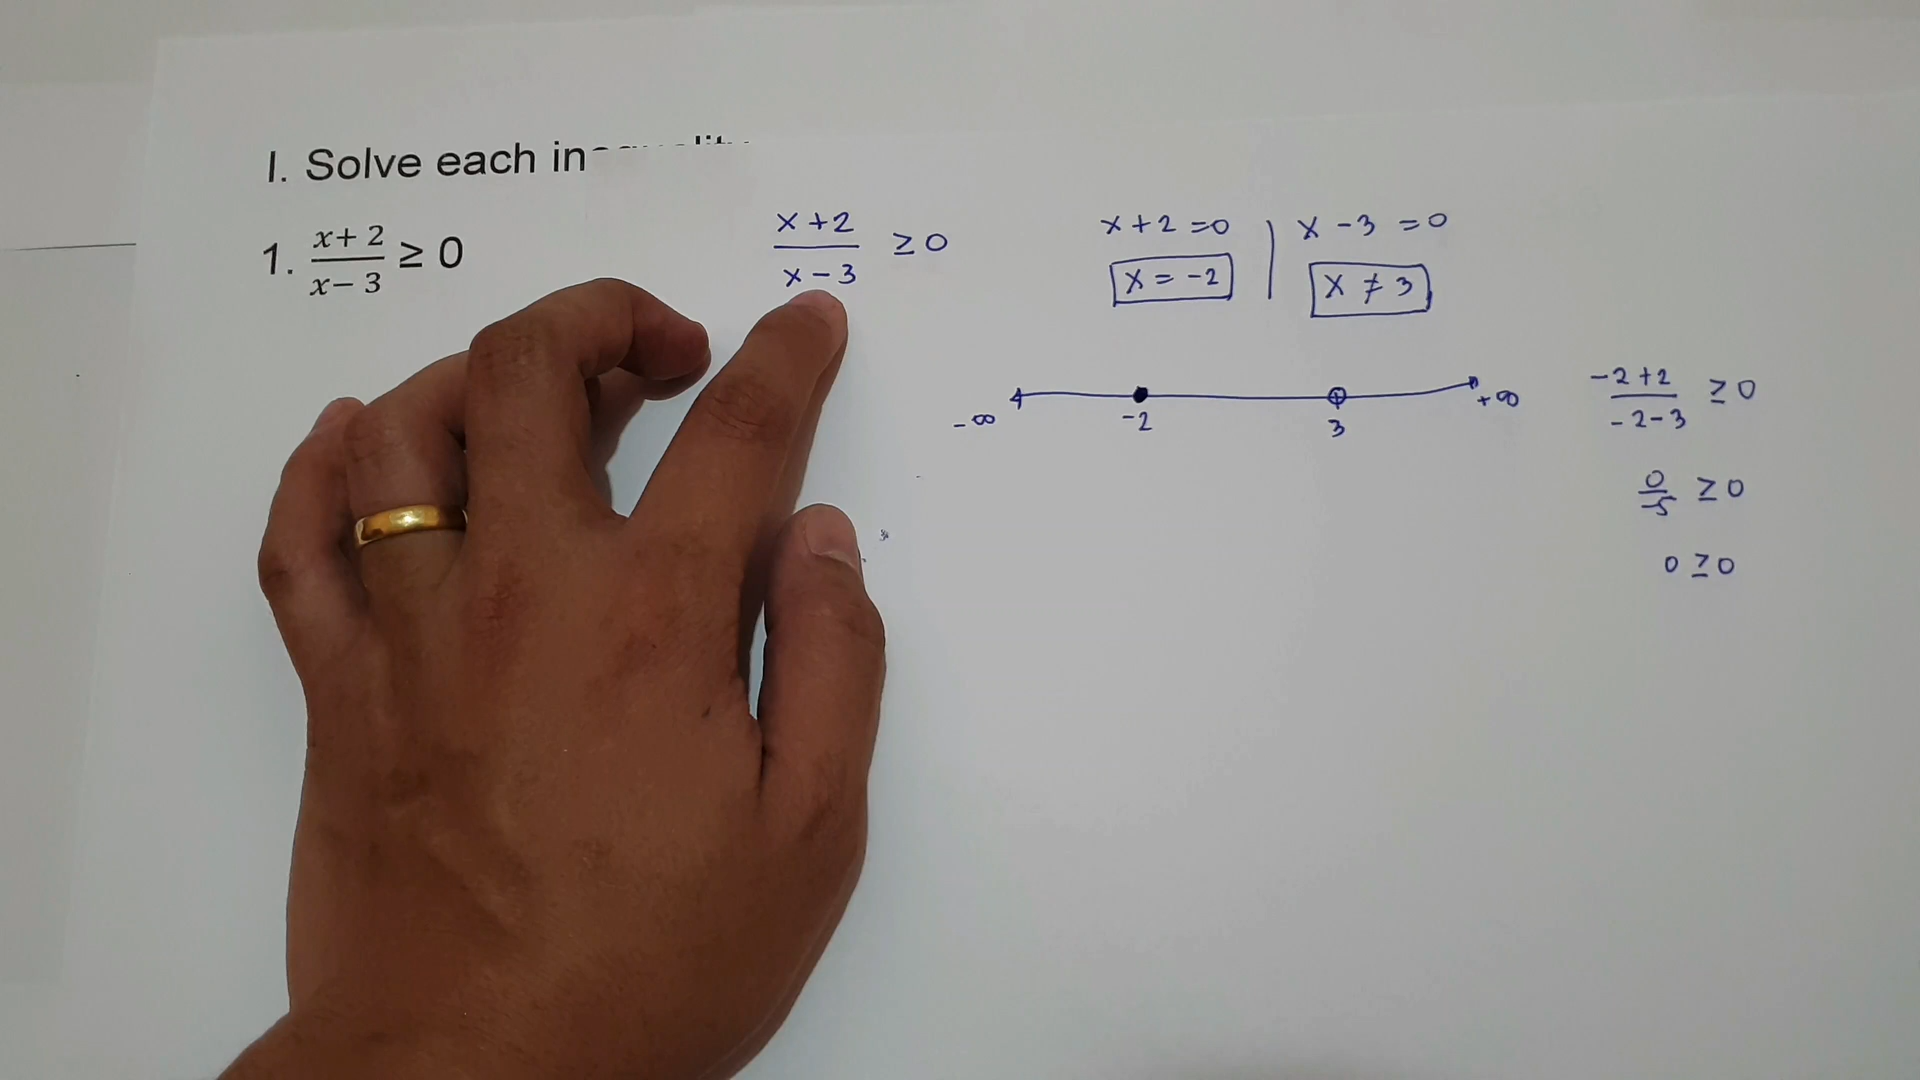 I. Solve each in
1. x+ 2 / x− 3 ≥ 0
x+2 / x-3 ≥ 0
x+2 =0 | x-3 =0
x = -2 | x ≠ 3
-∞ -2 3 +∞
-2+2 / -2-3 ≥ 0
0/-5 ≥ 0
0 ≥ 0